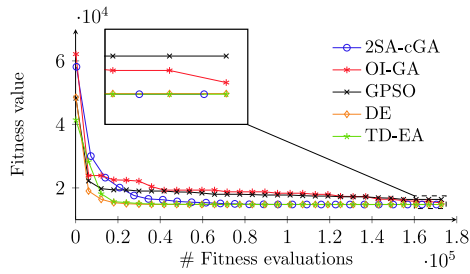 ·10⁴
6
4
2
Fitness value
2SA-cGA
OI-GA
GPSO
DE
TD-EA
0 0.2 0.4 0.6 0.8 1 1.2 1.4 1.6 1.8
# Fitness evaluations
·10⁵